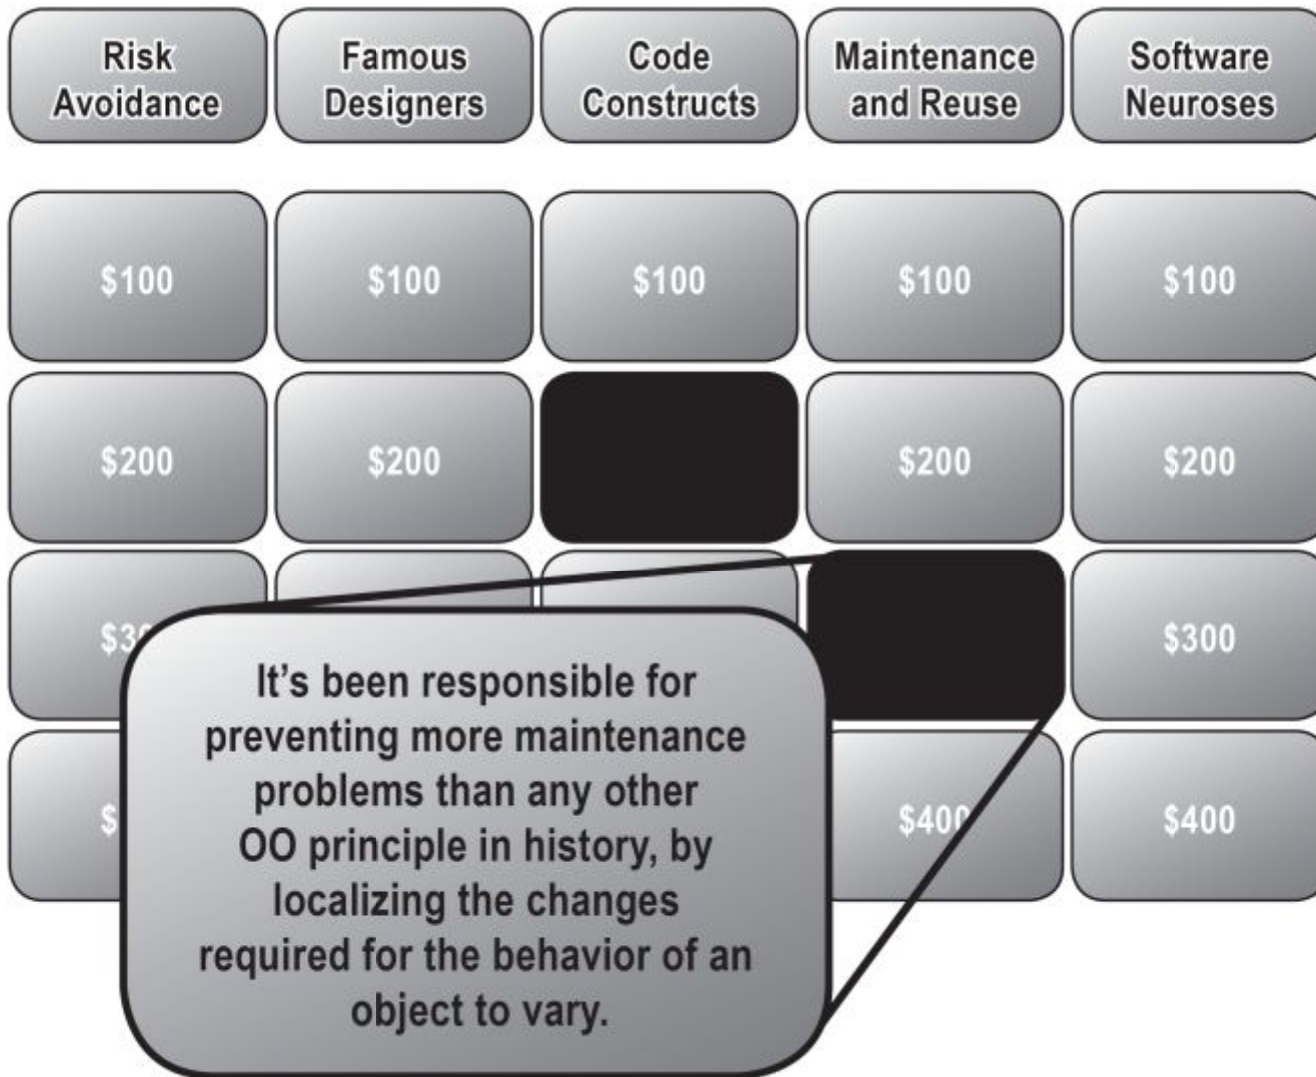 Risk
Avoidance
Famous
Designers
Code
Constructs
Maintenance
and Reuse
Software
Neuroses
$100
$100
$100
$100
$100
$200
$200
$200
$200
$300
$400
$400
It’s been responsible for
preventing more maintenance
problems than any other
OO principle in history, by
localizing the changes
required for the behavior of an
object to vary.